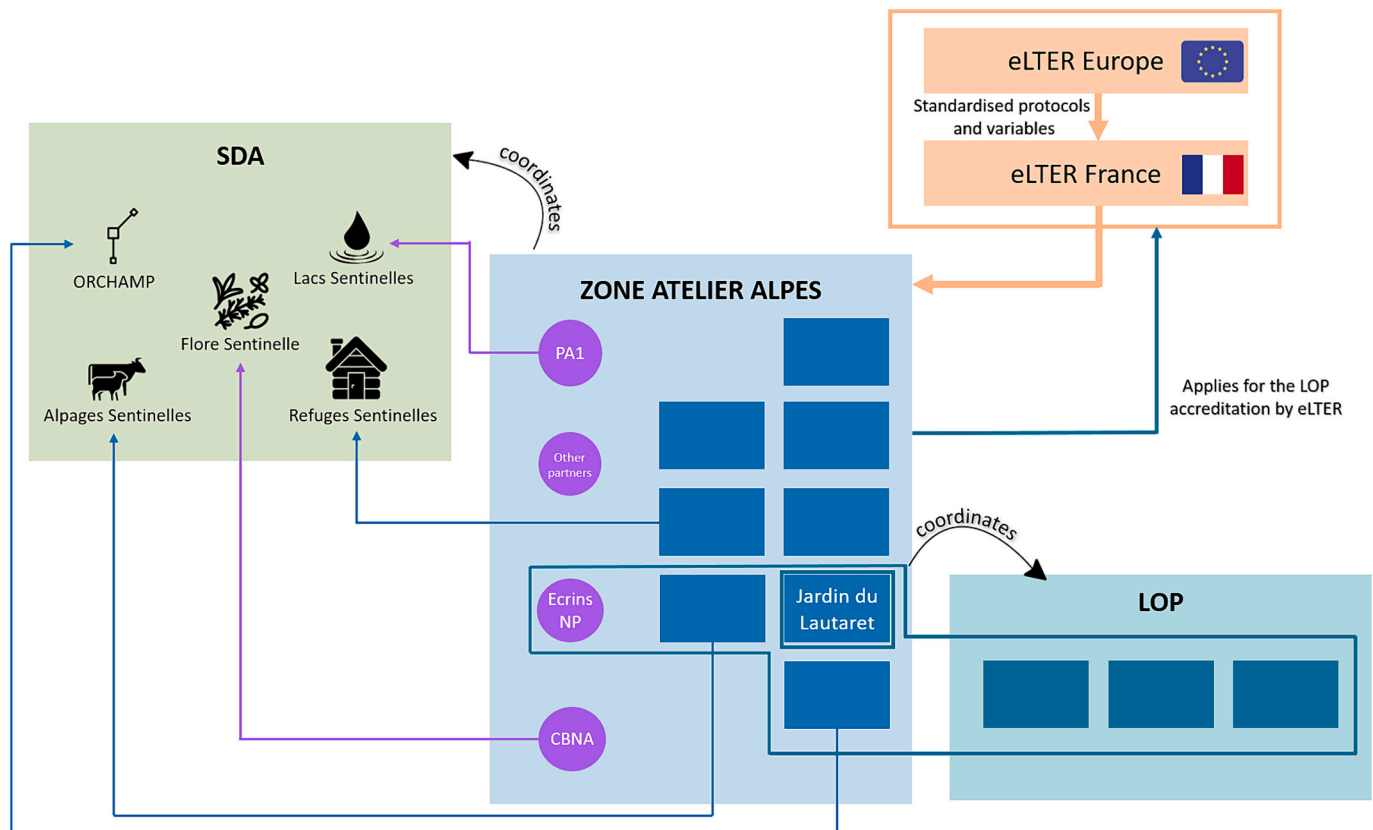 eLTER Europe
Standardised protocols
and variables
eLTER France
SDA
coordinates
ORCHAMP
Lacs Sentinelles
Flore Sentinelle
Alpages Sentinelles
Refuges Sentinelles
ZONE ATELIER ALPES
PA1
Other
partners
Ecrins
NP
CBNA
Jardin du
Lautaret
Applies for the LOP
accreditation by eLTER
coordinates
LOP